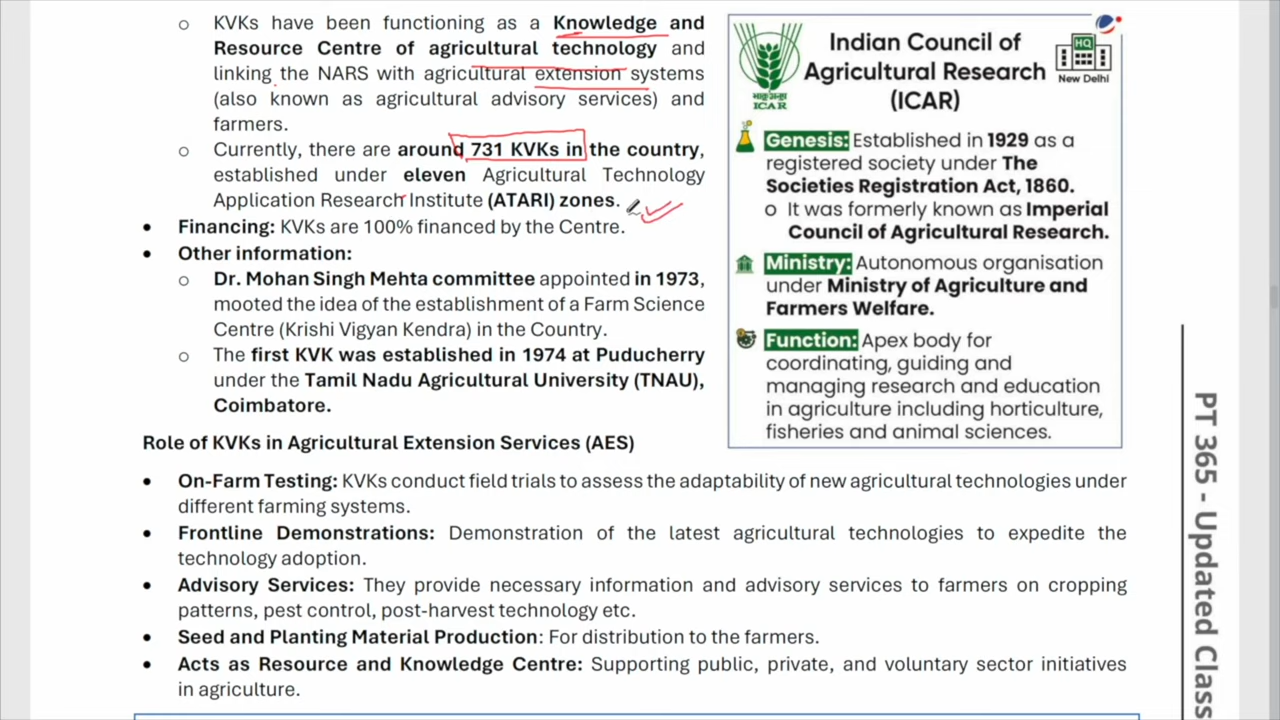 ○ KVKs have been functioning as a Knowledge and
Resource Centre of agricultural technology and
linking the NARS with agricultural extension systems
(also known as agricultural advisory services) and
farmers.
○ Currently, there are around 731 KVKs in the country,
established under eleven Agricultural Technology
Application Research Institute (ATARI) zones.
• Financing: KVKs are 100% financed by the Centre.
• Other information:
○ Dr. Mohan Singh Mehta committee appointed in 1973,
mooted the idea of the establishment of a Farm Science
Centre (Krishi Vigyan Kendra) in the Country.
○ The first KVK was established in 1974 at Puducherry
under the Tamil Nadu Agricultural University (TNAU),
Coimbatore.
भाकृअनुप
ICAR
Indian Council of
Agricultural Research
(ICAR)
HQ
New Delhi
Genesis: Established in 1929 as a
registered society under The
Societies Registration Act, 1860.
○ It was formerly known as Imperial
Council of Agricultural Research.
Ministry: Autonomous organisation
under Ministry of Agriculture and
Farmers Welfare.
Function: Apex body for
coordinating, guiding and
managing research and education
in agriculture including horticulture,
fisheries and animal sciences.
Role of KVKs in Agricultural Extension Services (AES)
• On-Farm Testing: KVKs conduct field trials to assess the adaptability of new agricultural technologies under
different farming systems.
• Frontline Demonstrations: Demonstration of the latest agricultural technologies to expedite the
technology adoption.
• Advisory Services: They provide necessary information and advisory services to farmers on cropping
patterns, pest control, post-harvest technology etc.
• Seed and Planting Material Production: For distribution to the farmers.
• Acts as Resource and Knowledge Centre: Supporting public, private, and voluntary sector initiatives
in agriculture.
PT 365 - Updated Class